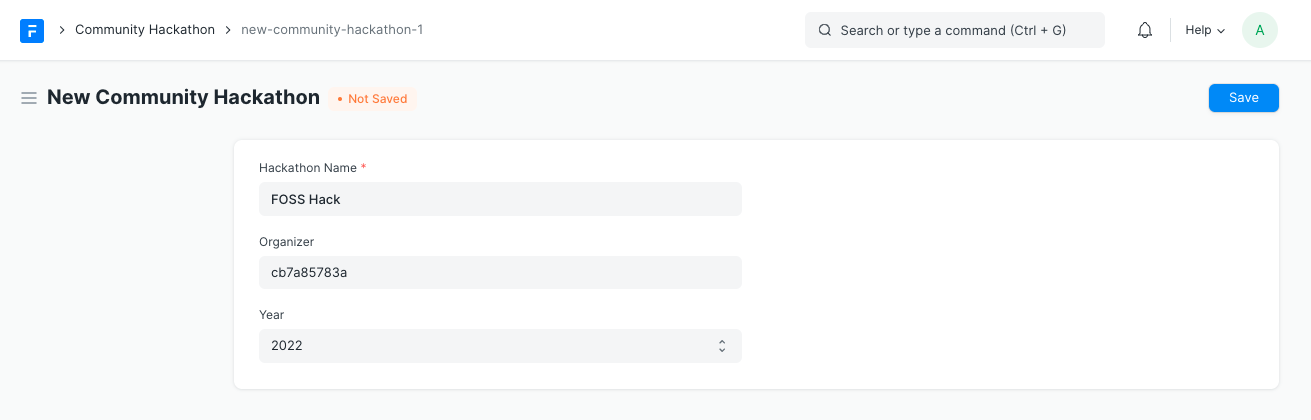 Community Hackathon new-community-hackathon-1 Search or type a command (Ctrl + G) Help A
New Community Hackathon • Not Saved Save
Hackathon Name *
FOSS Hack
Organizer
cb7a85783a
Year
2022